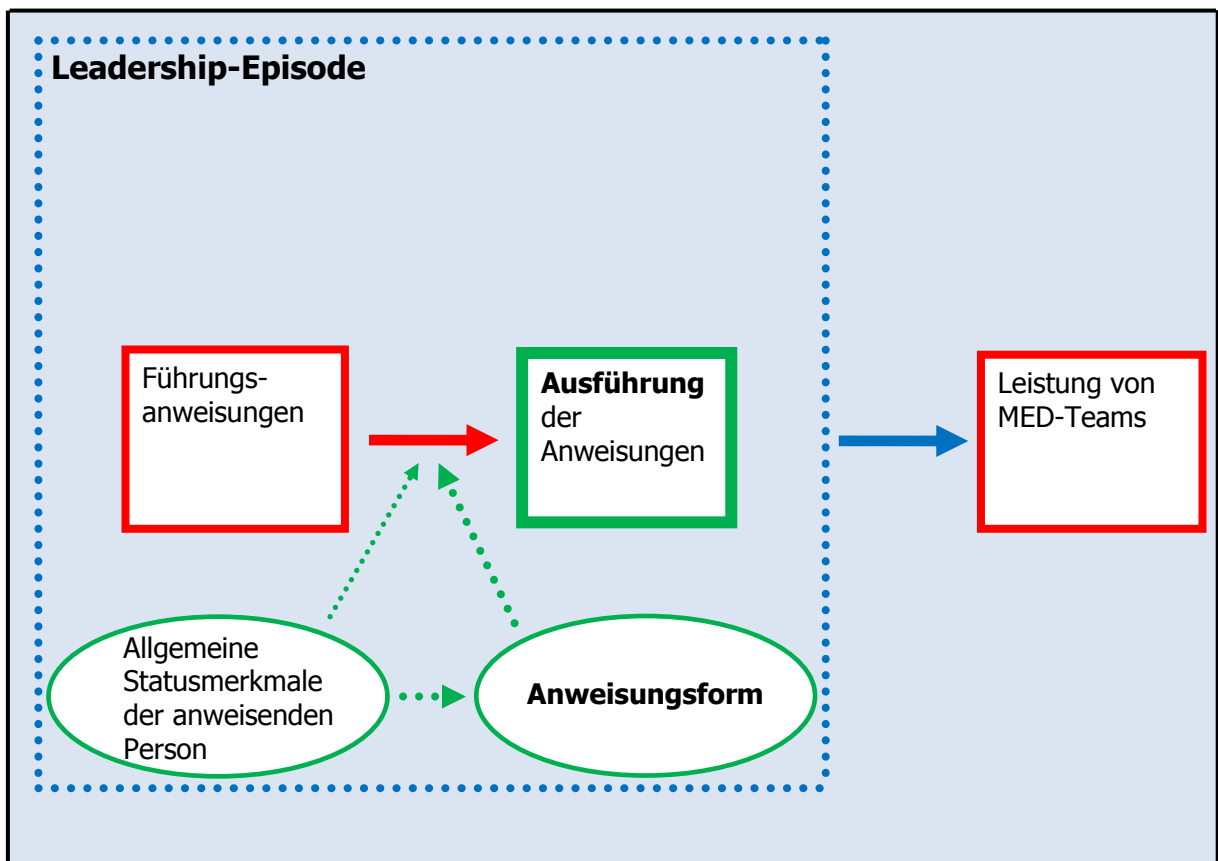 Leadership-Episode
Führungs-
anweisungen
Ausführung
der
Anweisungen
Leistung von
MED-Teams
Allgemeine
Statusmerkmale
der anweisenden
Person
Anweisungsform